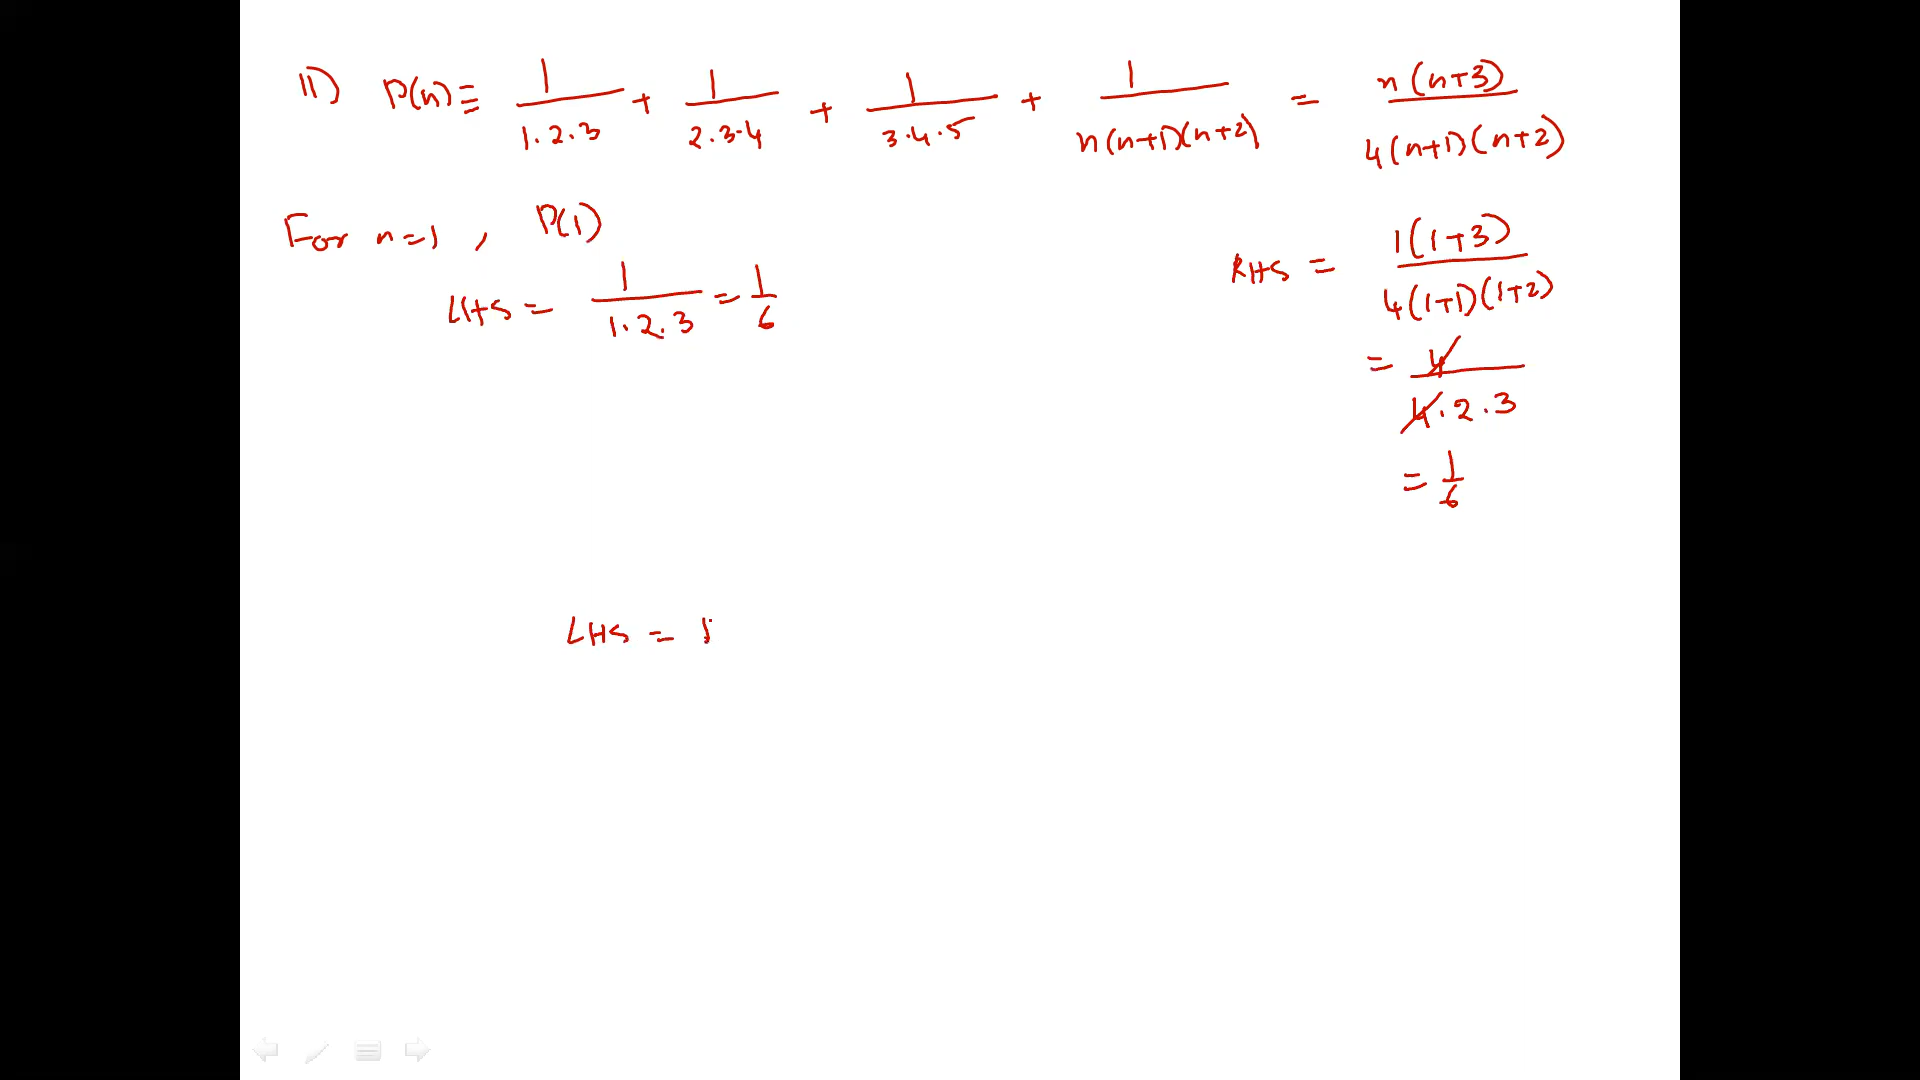 11) P(n) ≡ 1/(1·2·3) + 1/(2·3·4) + 1/(3·4·5) + 1/(n(n+1)(n+2)) = n(n+3)/(4(n+1)(n+2))
For n=1 , P(1)
LHS = 1/(1·2·3) = 1/6
RHS = 1(1+3)/(4(1+1)(1+2))
= 4/(4·2·3)
= 1/6
LHS =